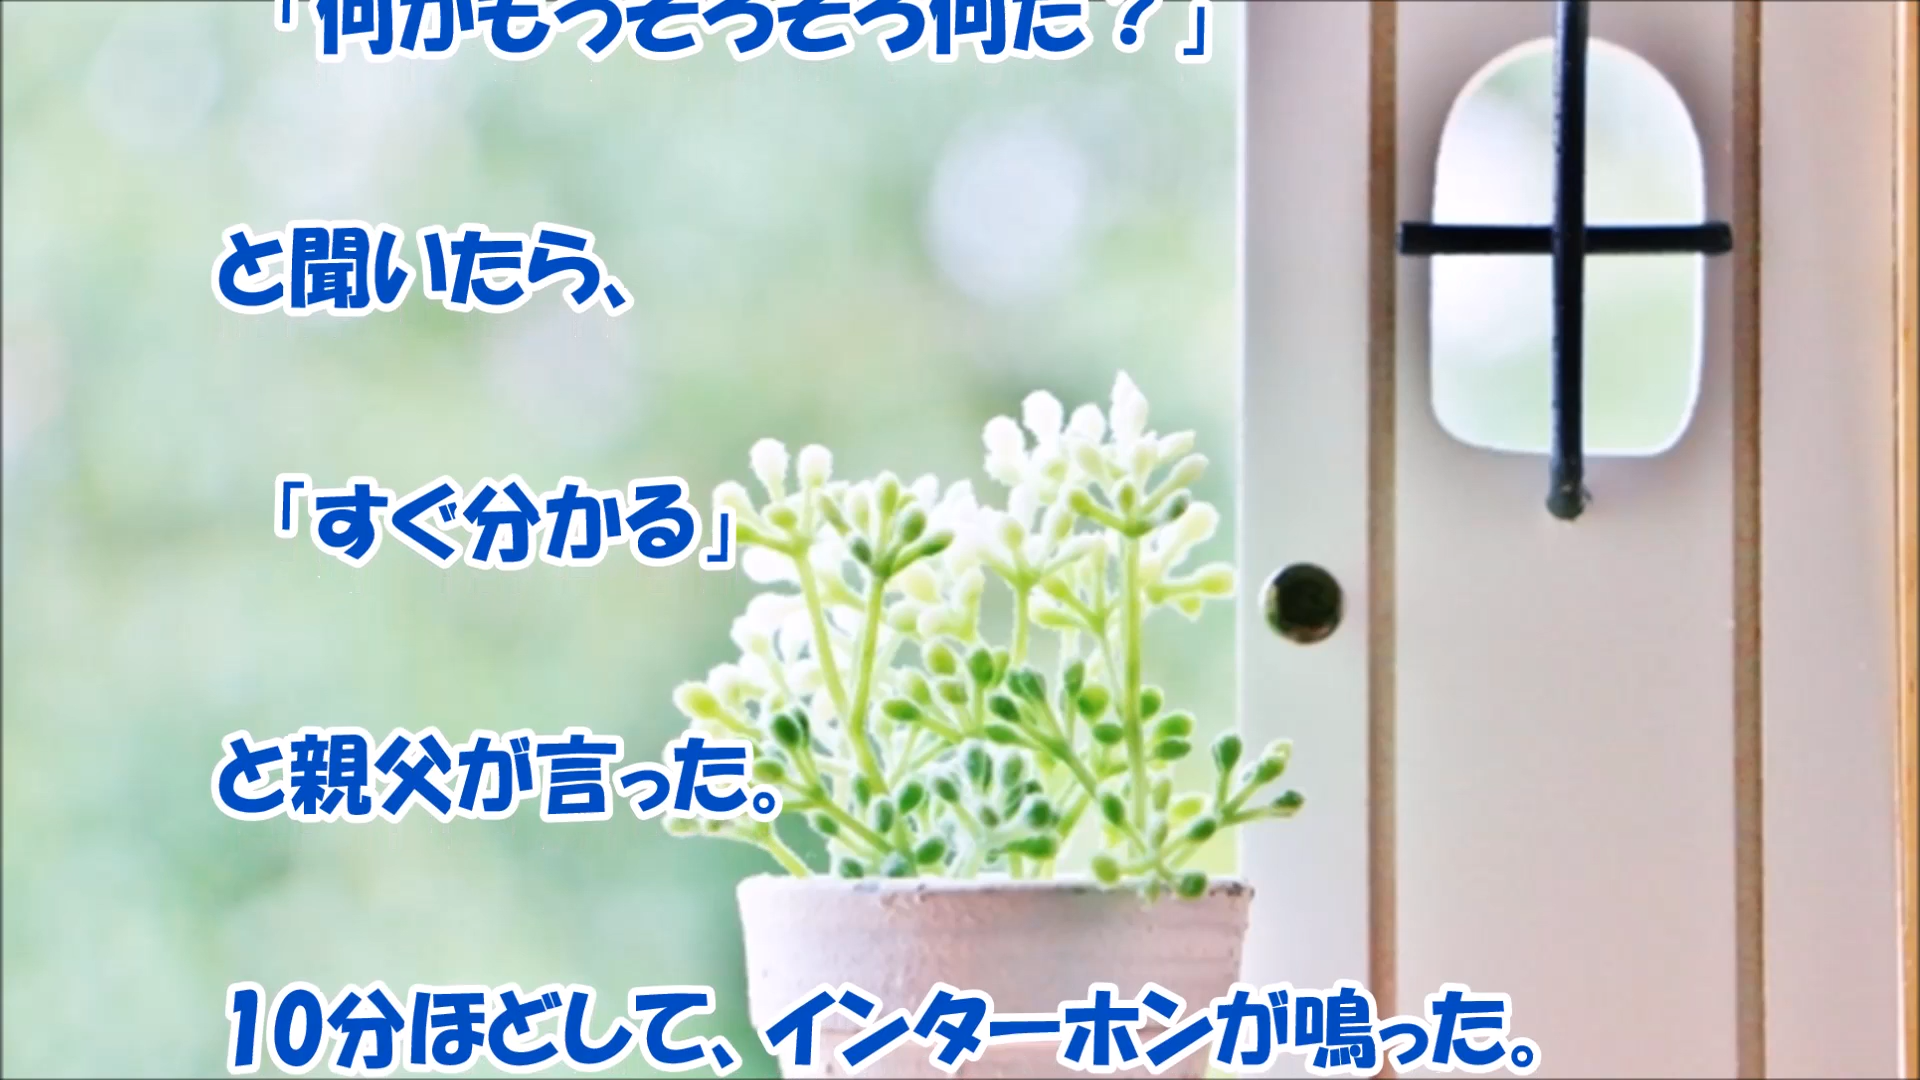 「何がもうそろそろ何だ？」
と聞いたら、
「すぐ分かる」
と親父が言った。
10分ほどして、インターホンが鳴った。